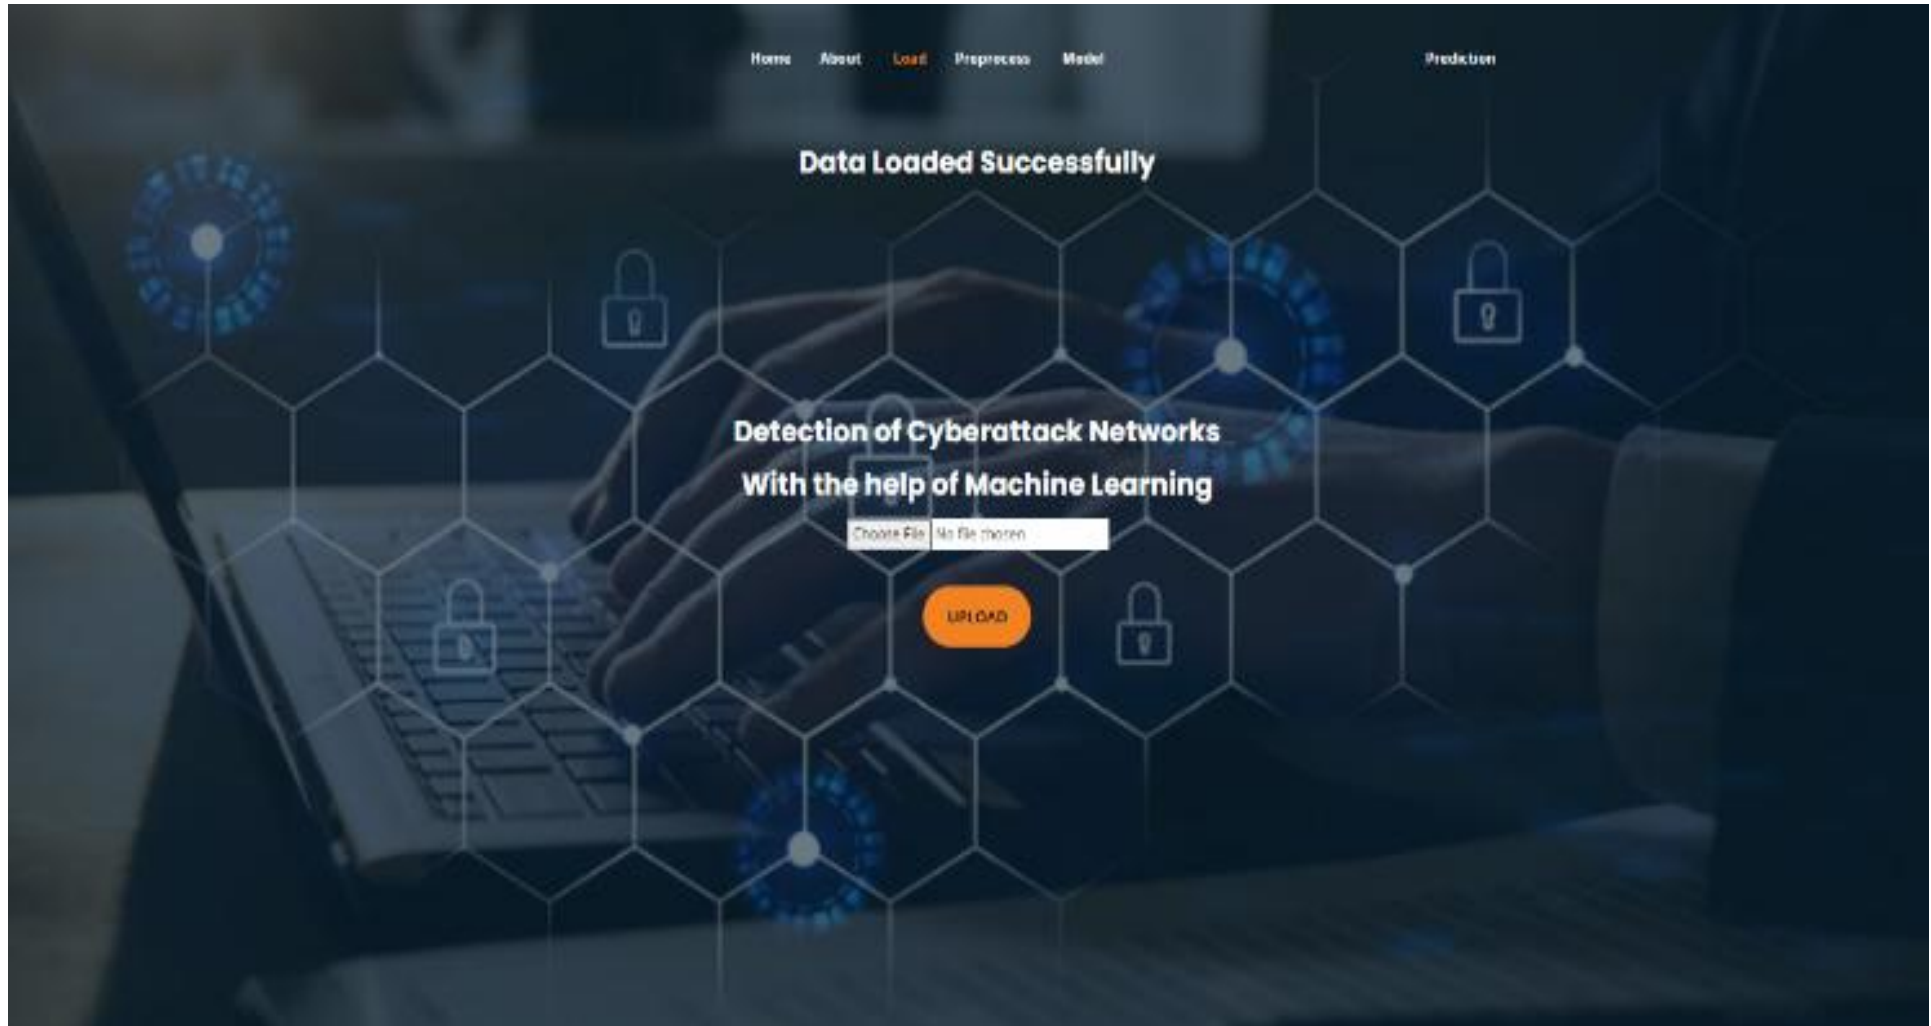 Home About Load Preprocess Model Prediction
Data Loaded Successfully
Detection of Cyberattack Networks
With the help of Machine Learning
Choose File No file chosen
UPLOAD